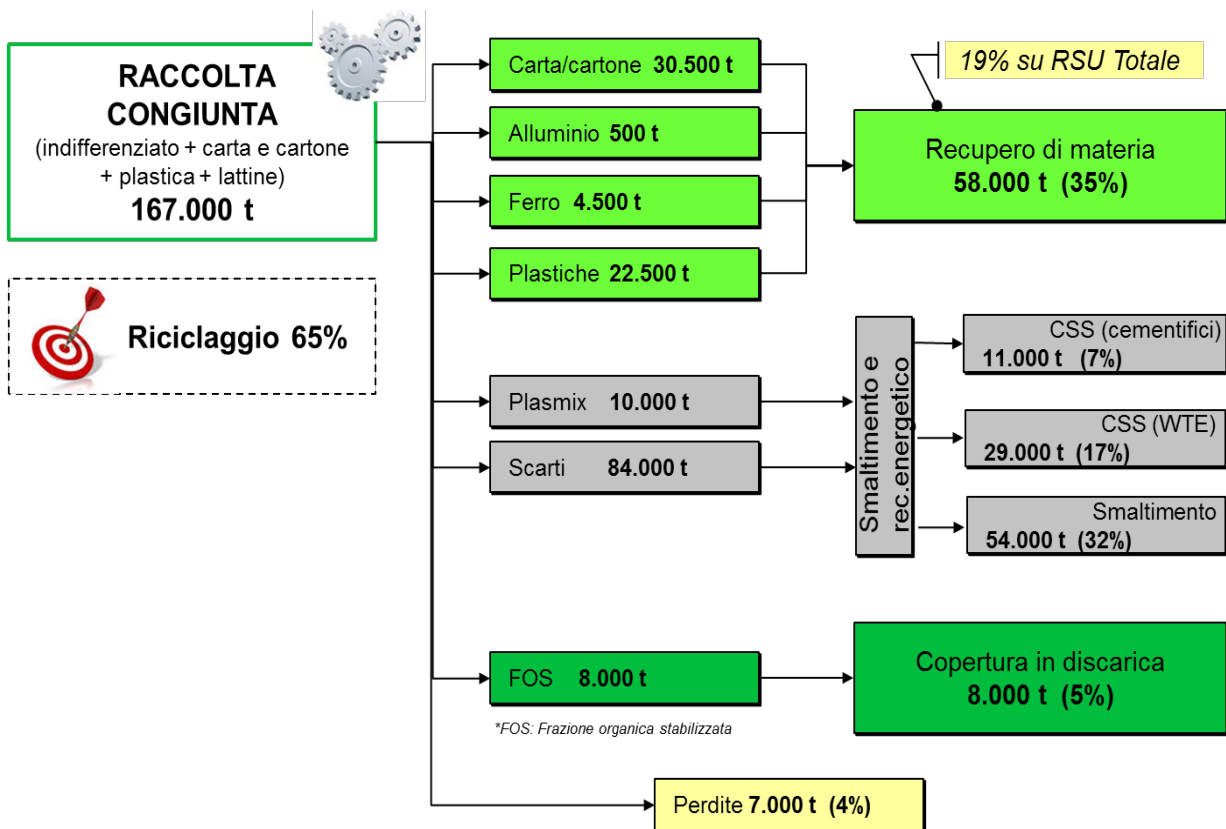 RACCOLTA
CONGIUNTA
(indifferenziato + carta e cartone
+ plastica + lattine)
167.000 t
Riciclaggio 65%
Carta/cartone 30.500 t
Alluminio 500 t
Ferro 4.500 t
Plastiche 22.500 t
19% su RSU Totale
Recupero di materia
58.000 t (35%)
Plasmix 10.000 t
Scarti 84.000 t
Smaltimento e
rec.energetico
CSS (cementifici)
11.000 t (7%)
CSS (WTE)
29.000 t (17%)
Smaltimento
54.000 t (32%)
FOS 8.000 t
*FOS: Frazione organica stabilizzata
Copertura in discarica
8.000 t (5%)
Perdite 7.000 t (4%)